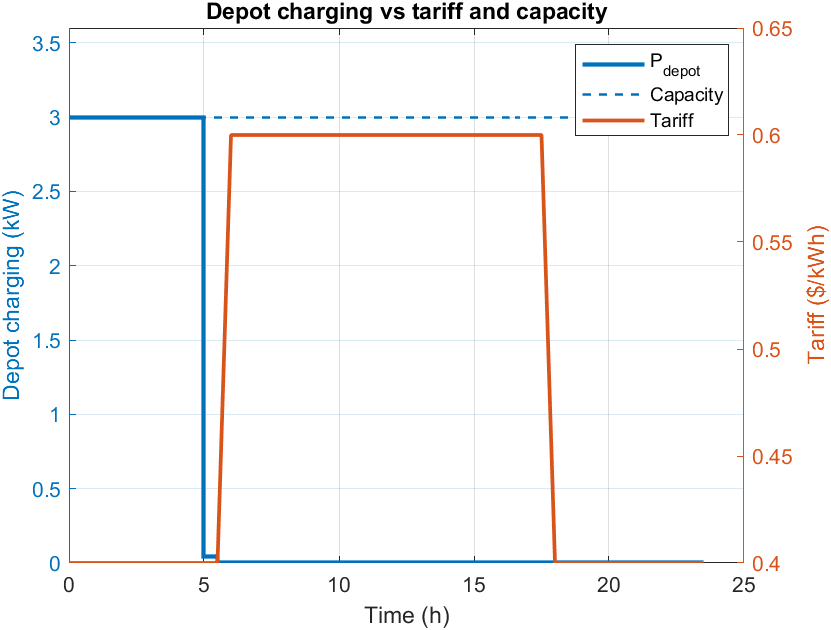 Depot charging vs tariff and capacity
P_depot
Capacity
Tariff
Depot charging (kW)
3.5
3
2.5
2
1.5
1
0.5
0
0.65
0.6
0.55
0.5
0.45
0.4
Tariff ($/kWh)
0 5 10 15 20 25
Time (h)